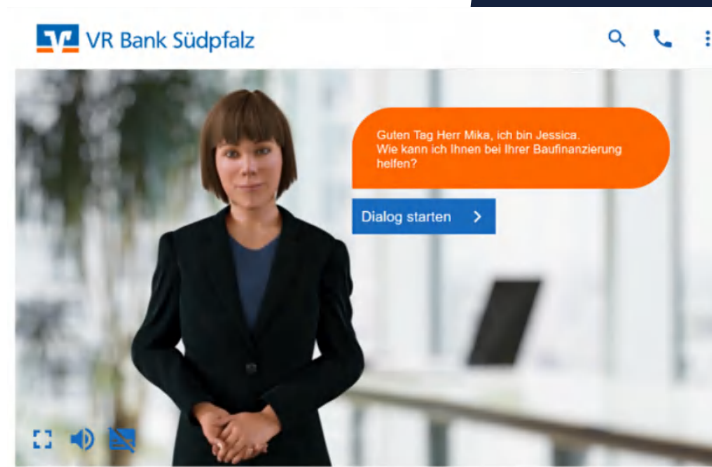 VR Bank Südpfalz
Guten Tag Herr Mika, ich bin Jessica.
Wie kann ich Ihnen bei Ihrer Baufinanzierung
helfen?
Dialog starten